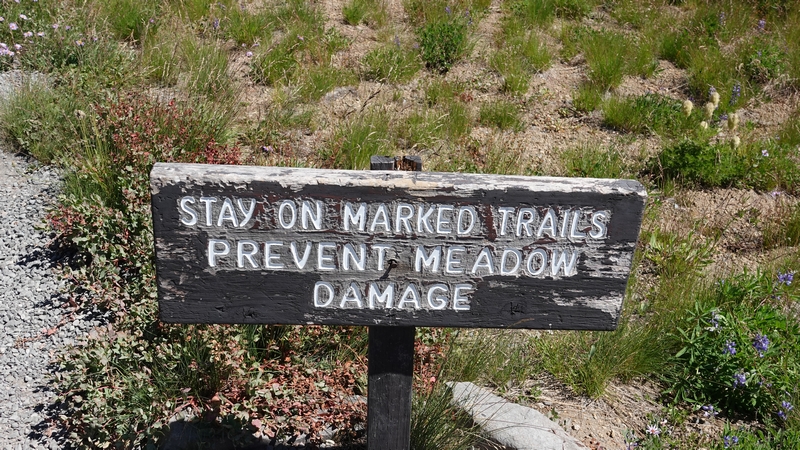 STAY ON MARKED TRAILS
PREVENT MEADOW
DAMAGE